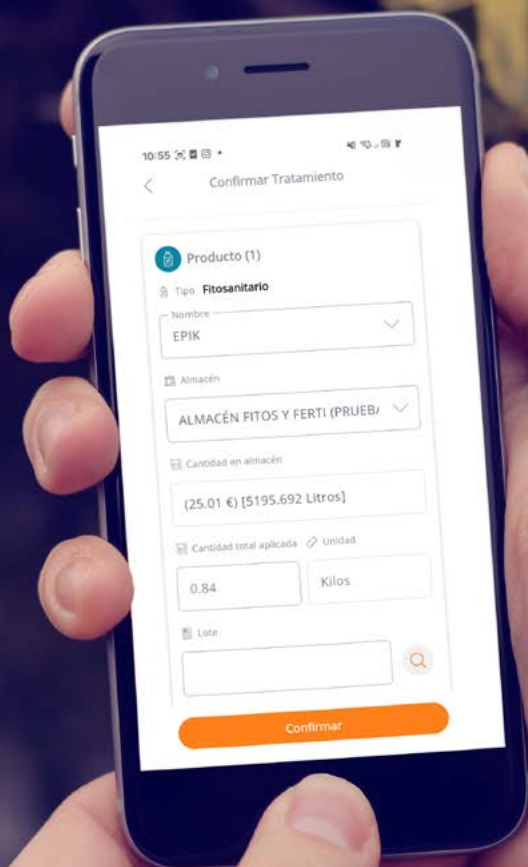 10:55
Confirmar Tratamiento
Producto (1)
Tipo Fitosanitario
Nombre
EPIK
Almacén
ALMACÉN FITOS Y FERTI (PRUEBA
Cantidad en almacén
(25.01 €) [5195.692 Litros]
Cantidad total aplicada Unidad
0.84 Kilos
Lote
Confirmar